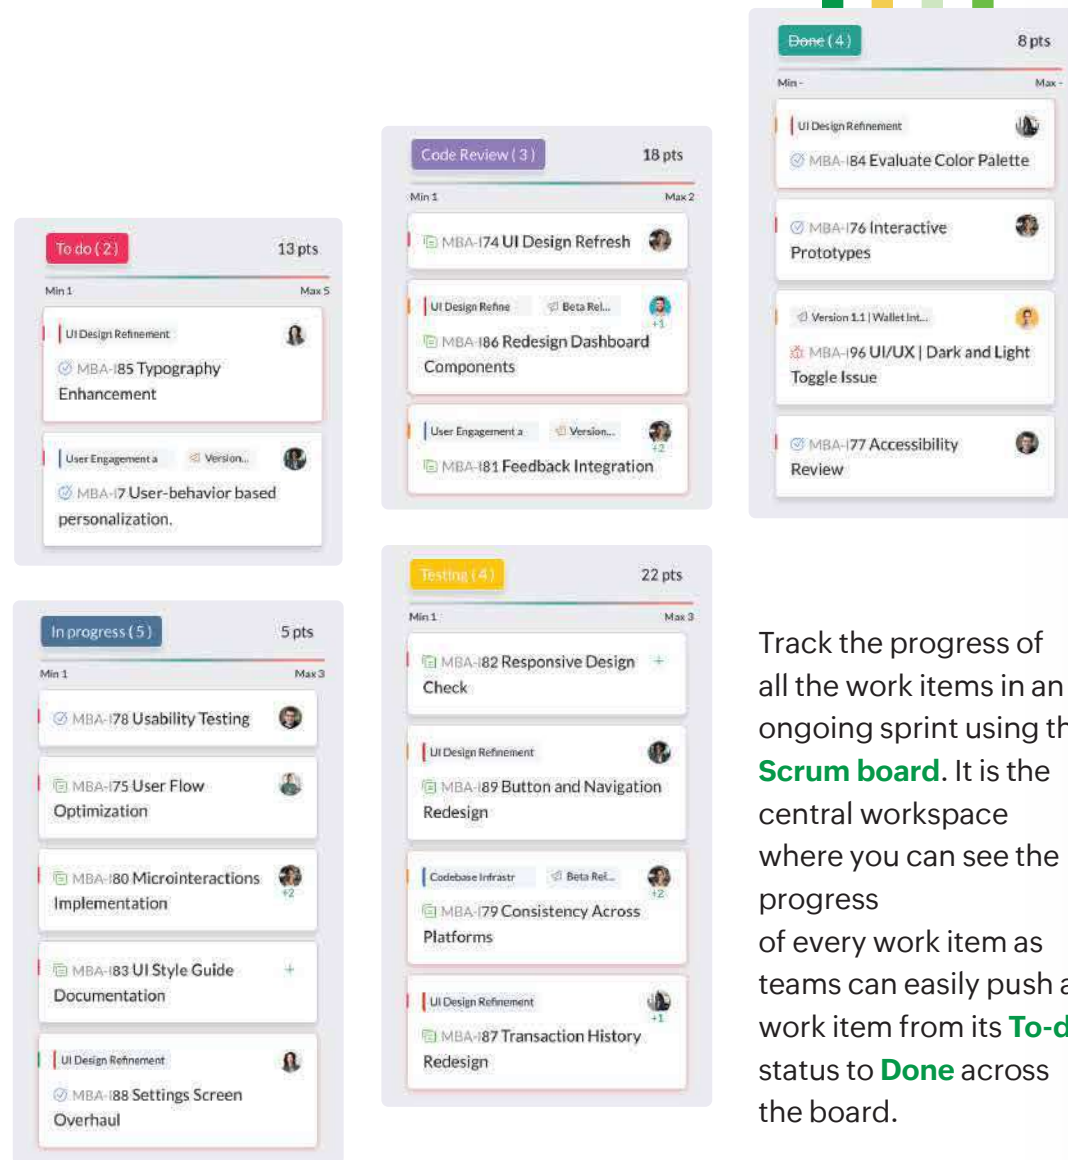 To do ( 2 )
13 pts
Min 1
Max 5
UI Design Refinement
MBA-I85 Typography
Enhancement
User Engagement a
Version...
MBA-I7 User-behavior based
personalization.
In progress ( 5 )
5 pts
Min 1
Max 3
MBA-I78 Usability Testing
MBA-I75 User Flow
Optimization
MBA-I80 Microinteractions
Implementation
+2
MBA-I83 UI Style Guide
Documentation
+
UI Design Refinement
MBA-I88 Settings Screen
Overhaul
Code Review ( 3 )
18 pts
Min 1
Max 2
MBA-I74 UI Design Refresh
UI Design Refine
Beta Rel...
+1
MBA-I86 Redesign Dashboard
Components
User Engagement a
Version...
+2
MBA-I81 Feedback Integration
Testing ( 4 )
22 pts
Min 1
Max 3
MBA-I82 Responsive Design
Check
+
UI Design Refinement
MBA-I89 Button and Navigation
Redesign
Codebase Infrastr
Beta Rel...
+2
MBA-I79 Consistency Across
Platforms
UI Design Refinement
+1
MBA-I87 Transaction History
Redesign
Done ( 4 )
8 pts
Min -
Max -
UI Design Refinement
MBA-I84 Evaluate Color Palette
MBA-I76 Interactive
Prototypes
Version 1.1 | Wallet Int...
MBA-I96 UI/UX | Dark and Light
Toggle Issue
MBA-I77 Accessibility
Review
Track the progress of
all the work items in an
ongoing sprint using th
Scrum board. It is the
central workspace
where you can see the
progress
of every work item as
teams can easily push a
work item from its To-d
status to Done across
the board.